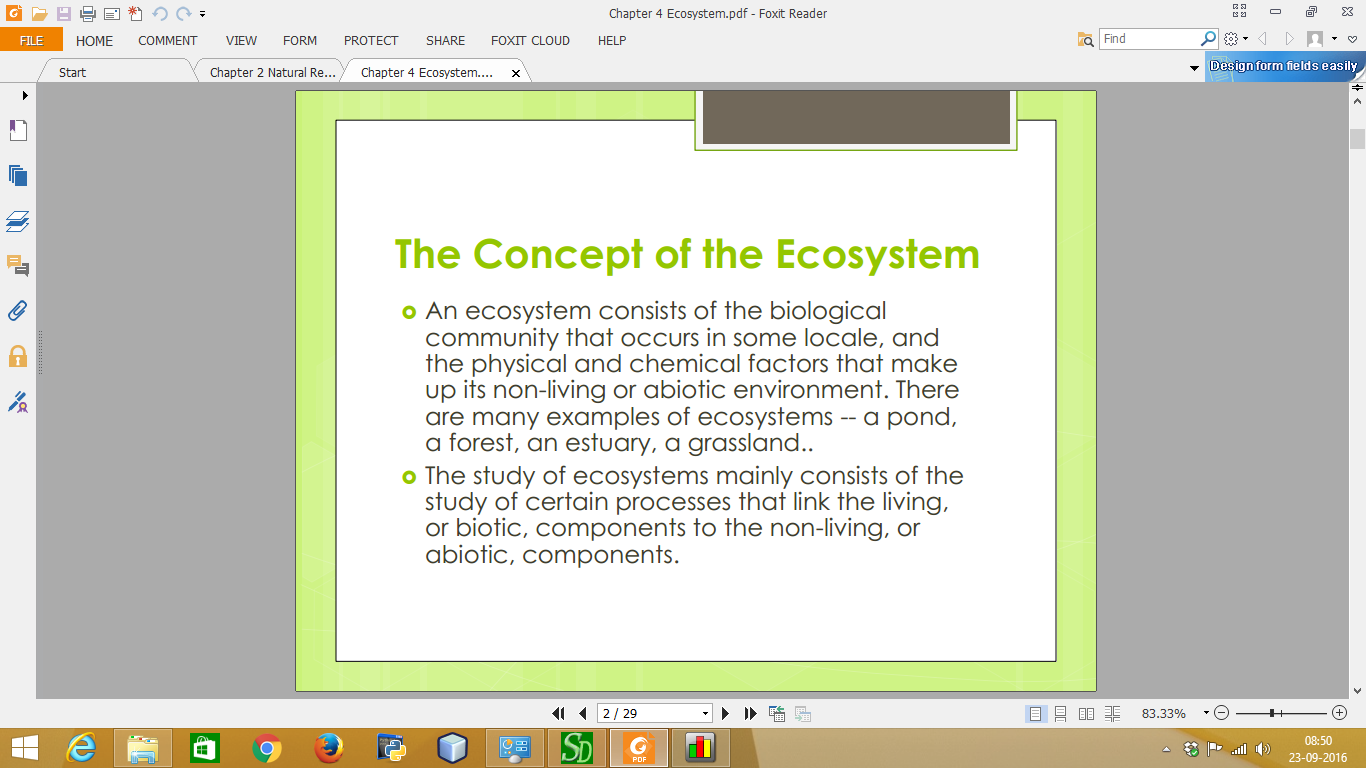 Chapter 4 Ecosystem.pdf - Foxit Reader
FILE HOME COMMENT VIEW FORM PROTECT SHARE FOXIT CLOUD HELP Find
Start Chapter 2 Natural Re... Chapter 4 Ecosystem.... Design form fields easily
The Concept of the Ecosystem
An ecosystem consists of the biological
community that occurs in some locale, and
the physical and chemical factors that make
up its non-living or abiotic environment. There
are many examples of ecosystems -- a pond,
a forest, an estuary, a grassland..
The study of ecosystems mainly consists of the
study of certain processes that link the living,
or biotic, components to the non-living, or
abiotic, components.
2 / 29 83.33%
SD PDF 08:50
23-09-2016